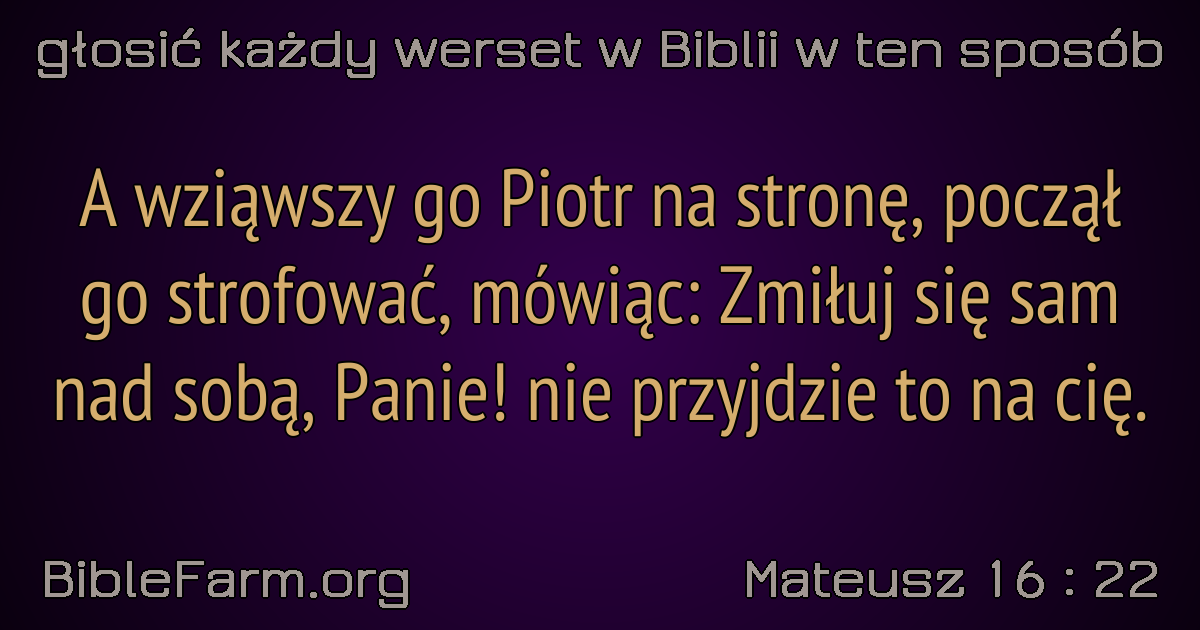 głosić każdy werset w Biblii w ten sposób
A wziąwszy go Piotr na stronę, począł
go strofować, mówiąc: Zmiłuj się sam
nad sobą, Panie! nie przyjdzie to na cię.
BibleFarm.org
Mateusz 16 : 22